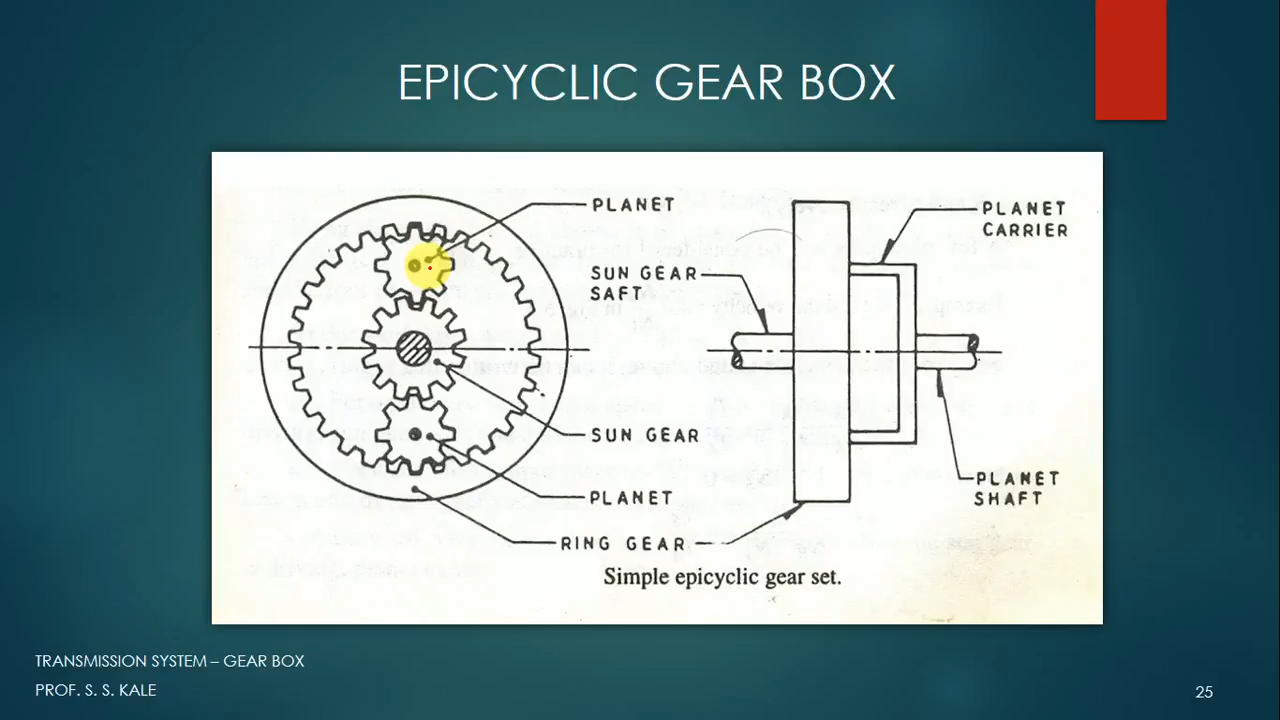 EPICYCLIC GEAR BOX
PLANET
SUN GEAR
SAFT
SUN GEAR
PLANET
RING GEAR
PLANET
CARRIER
PLANET
SHAFT
Simple epicyclic gear set.
TRANSMISSION SYSTEM – GEAR BOX
PROF. S. S. KALE
25